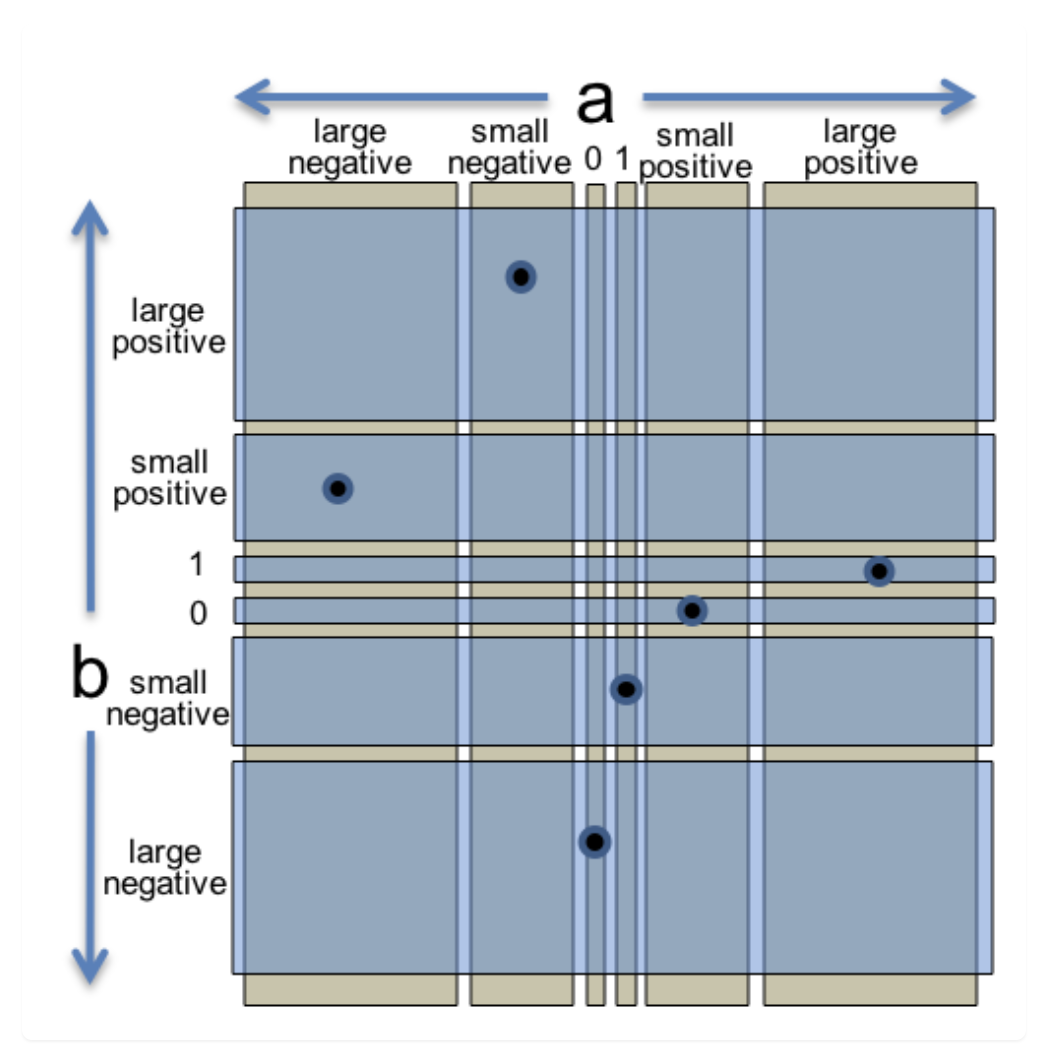 a
large
negative
small
negative
0
1
small
positive
large
positive
large
positive
small
positive
1
0
b
small
negative
large
negative